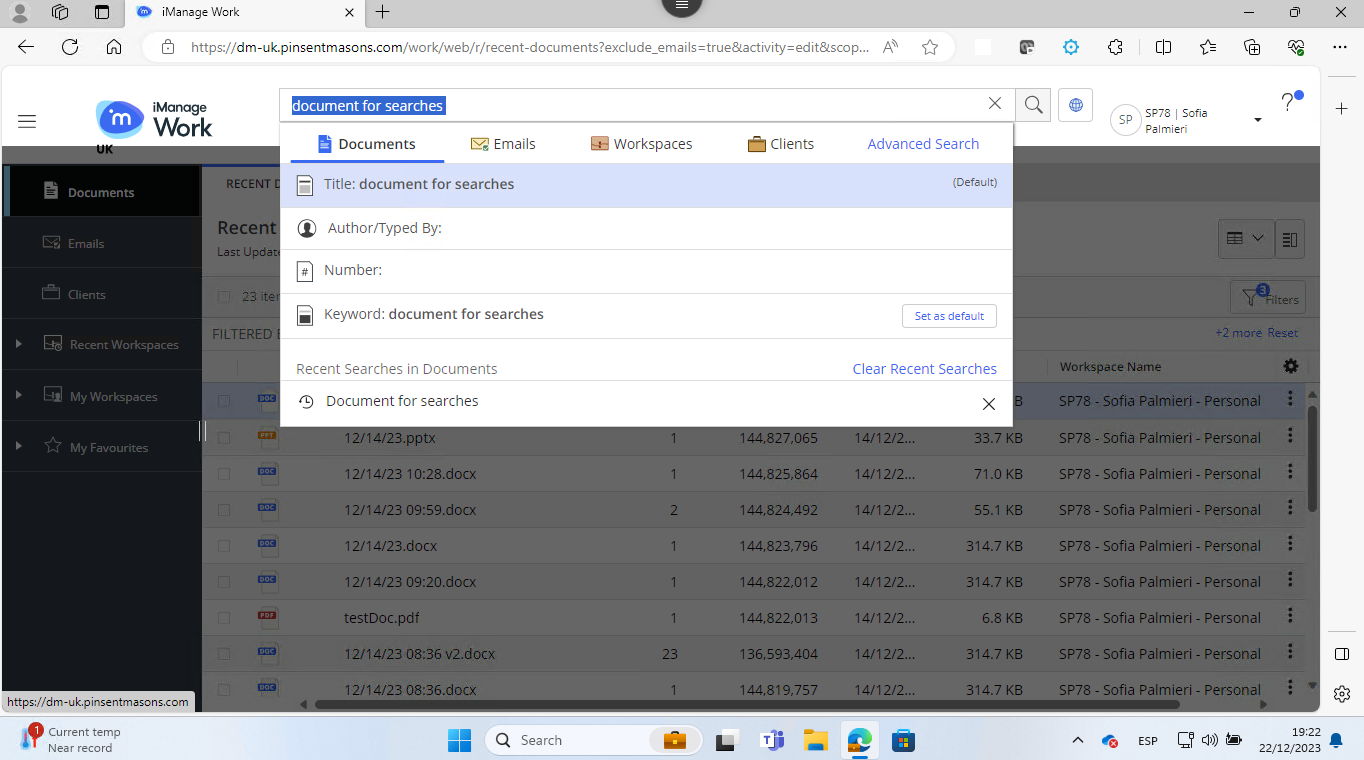 iManage Work
https://dm-uk.pinsentmasons.com/work/web/r/recent-documents?exclude_emails=true&activity=edit&scop...
iManage
Work
UK
document for searches
SP
SP78 | Sofia
Palmieri
?
Documents
Emails
Workspaces
Clients
Advanced Search
Title: document for searches
(Default)
Author/Typed By:
Number:
Keyword: document for searches
Set as default
Recent Searches in Documents
Clear Recent Searches
Document for searches
Documents
Emails
Clients
Recent Workspaces
My Workspaces
My Favourites
RECENT D
Recent
Last Update
23 iter
3
Filters
FILTERED
+2 more Reset
Workspace Name
DOC B SP78 - Sofia Palmieri - Personal
PPT 12/14/23.pptx 1 144,827,065 14/12/2... 33.7 KB SP78 - Sofia Palmieri - Personal
DOC 12/14/23 10:28.docx 1 144,825,864 14/12/2... 71.0 KB SP78 - Sofia Palmieri - Personal
DOC 12/14/23 09:59.docx 2 144,824,492 14/12/2... 55.1 KB SP78 - Sofia Palmieri - Personal
DOC 12/14/23.docx 1 144,823,796 14/12/2... 314.7 KB SP78 - Sofia Palmieri - Personal
DOC 12/14/23 09:20.docx 1 144,822,012 14/12/2... 314.7 KB SP78 - Sofia Palmieri - Personal
PDF testDoc.pdf 1 144,822,013 14/12/2... 6.8 KB SP78 - Sofia Palmieri - Personal
DOC 12/14/23 08:36 v2.docx 23 136,593,404 14/12/2... 314.7 KB SP78 - Sofia Palmieri - Personal
DOC 12/14/23 08:36.docx 1 144,819,757 14/12/2... 314.7 KB SP78 - Sofia Palmieri - Personal
https://dm-uk.pinsentmasons.com
1
Current temp
Near record
Search
ESP
19:22
22/12/2023